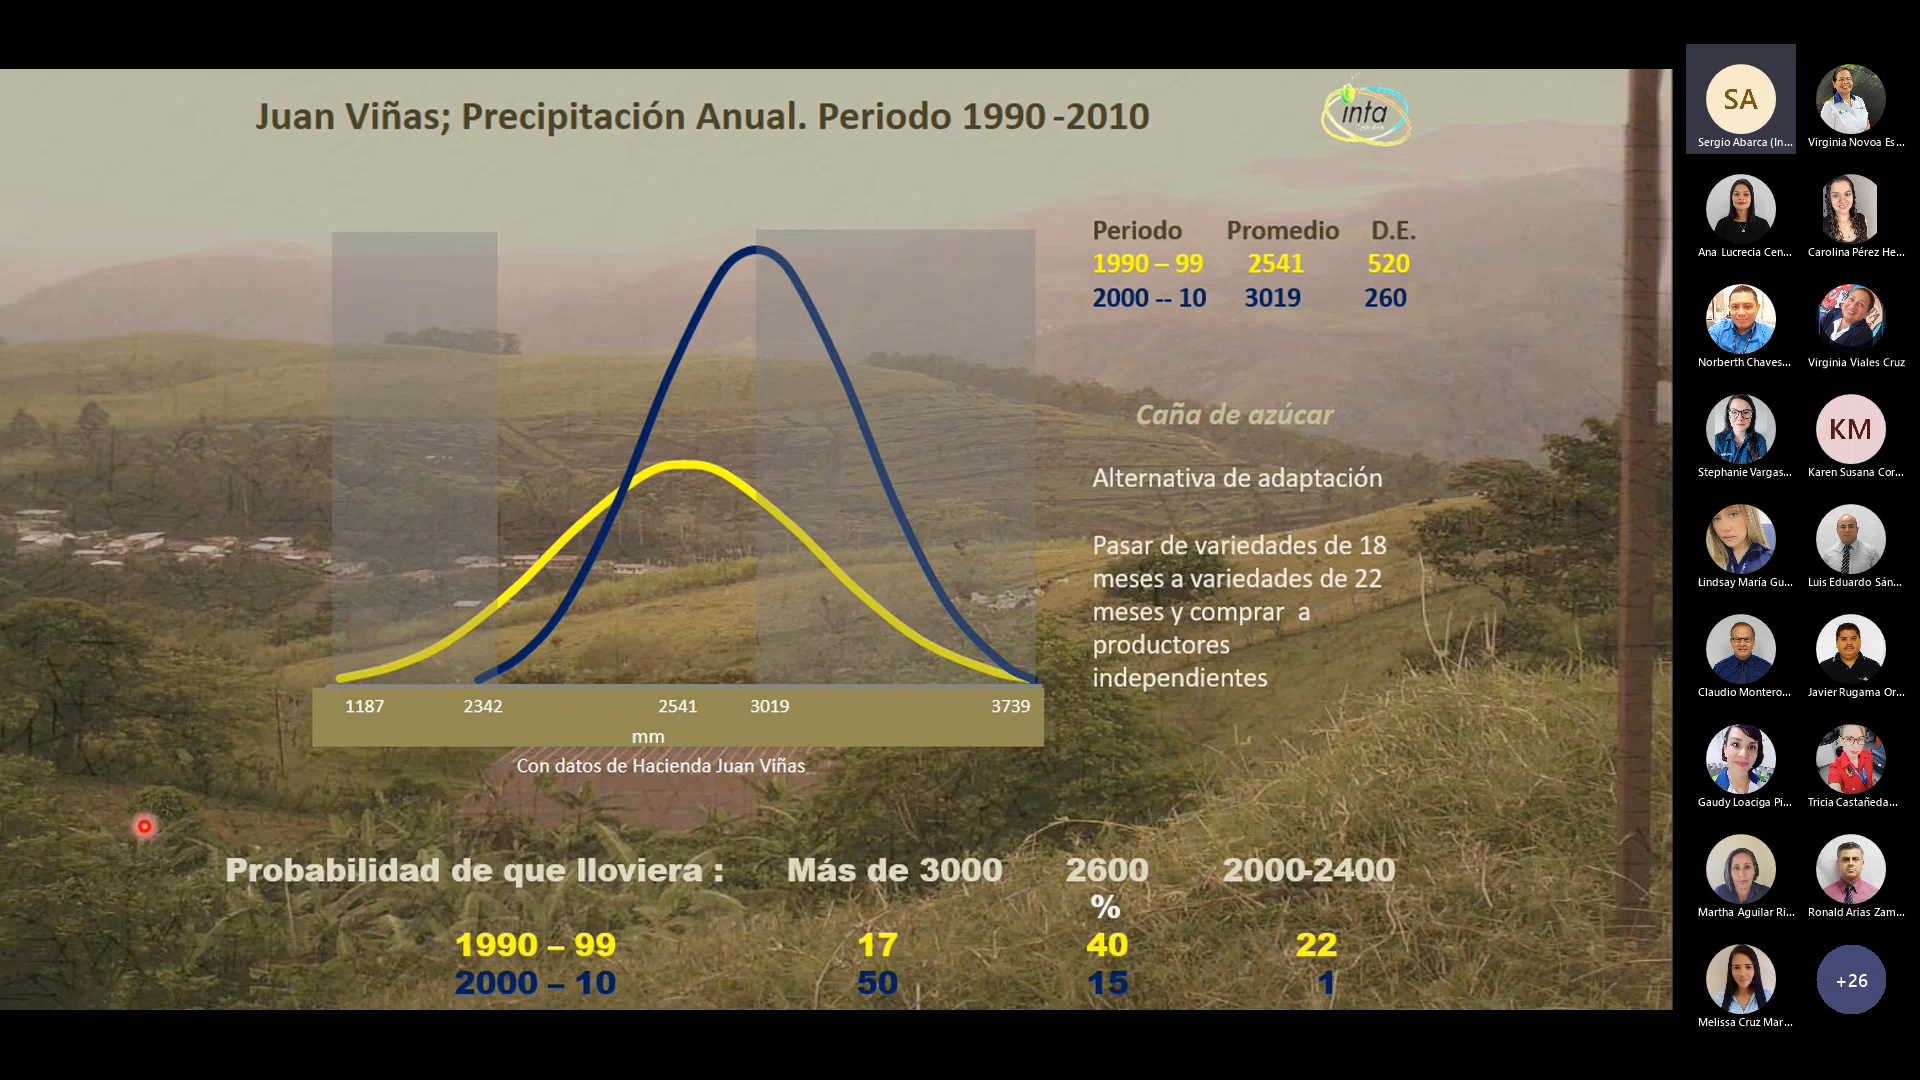 Juan Viñas; Precipitación Anual. Periodo 1990 -2010
inta
Periodo Promedio D.E.
1990 – 99 2541 520
2000 -- 10 3019 260
Caña de azúcar
Alternativa de adaptación
Pasar de variedades de 18
meses a variedades de 22
meses y comprar a
productores
independientes
1187 2342 2541 3019 3739
mm
Con datos de Hacienda Juan Viñas
Probabilidad de que lloviera : Más de 3000 2600 2000-2400
%
1990 – 99 17 40 22
2000 – 10 50 15 1
SA
Sergio Abarca (In...
Virginia Novoa Es...
Ana Lucrecia Cen...
Carolina Pérez He...
Norberth Chaves...
Virginia Viales Cruz
Stephanie Vargas...
KM
Karen Susana Cor...
Lindsay María Gu...
Luis Eduardo Sán...
Claudio Montero...
Javier Rugama Or...
Gaudy Loaciga Pi...
Tricia Castañeda...
Martha Aguilar Ri...
Ronald Arias Zam...
Melissa Cruz Mar...
+26